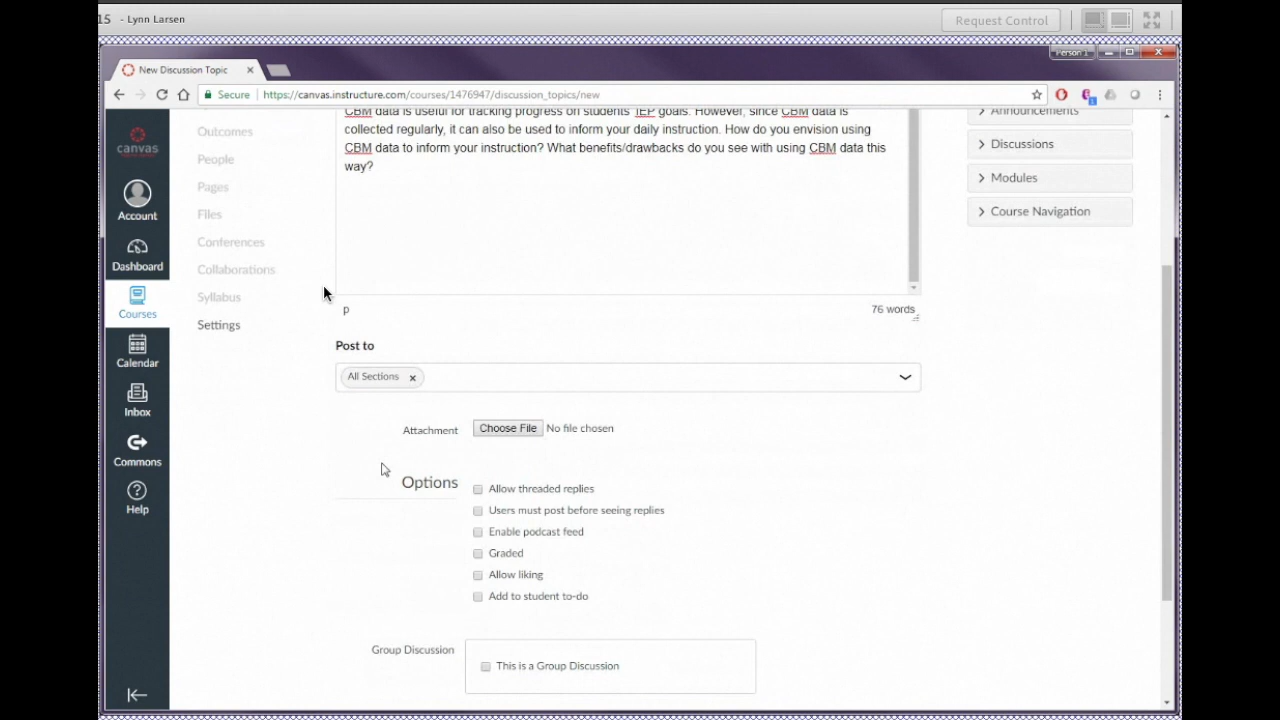 15 - Lynn Larsen
Request Control
Person 1
New Discussion Topic
Secure https://canvas.instructure.com/courses/1476947/discussion_topics/new
canvas
Account
Dashboard
Courses
Calendar
Inbox
Commons
Help
Outcomes
People
Pages
Files
Conferences
Collaborations
Syllabus
Settings
CBM data is useful for tracking progress on students' IEP goals. However, since CBM data is
collected regularly, it can also be used to inform your daily instruction. How do you envision using
CBM data to inform your instruction? What benefits/drawbacks do you see with using CBM data this
way?
p
76 words
Post to
All Sections
Attachment
Choose File No file chosen
Options
Allow threaded replies
Users must post before seeing replies
Enable podcast feed
Graded
Allow liking
Add to student to-do
Group Discussion
This is a Group Discussion
Announcements
Discussions
Modules
Course Navigation